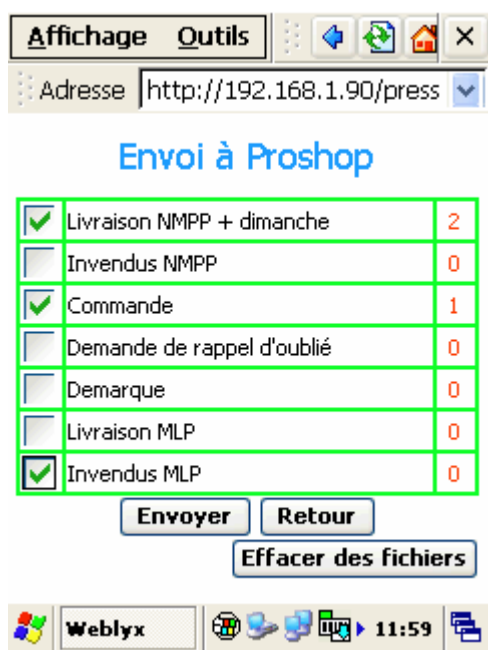 Affichage Outils
Adresse http://192.168.1.90/press
Envoi à Proshop
Livraison NMPP + dimanche 2
Invendus NMPP 0
Commande 1
Demande de rappel d'oublié 0
Demarque 0
Livraison MLP 0
Invendus MLP 0
Envoyer Retour
Effacer des fichiers
Weblyx 11:59